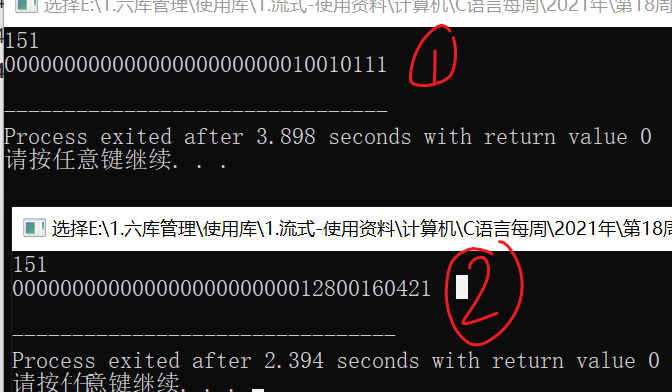 选择E:\1.六库管理\使用库\1.流式-使用资料\计算机\C语言每周\2021年\第18周
151
00000000000000000000000010010111
①
--------------------------------
Process exited after 3.898 seconds with return value 0
请按任意键继续. . .
选择E:\1.六库管理\使用库\1.流式-使用资料\计算机\C语言每周\2021年\第18周
151
00000000000000000000000012800160421
②
--------------------------------
Process exited after 2.394 seconds with return value 0
请按任意键继续. . .